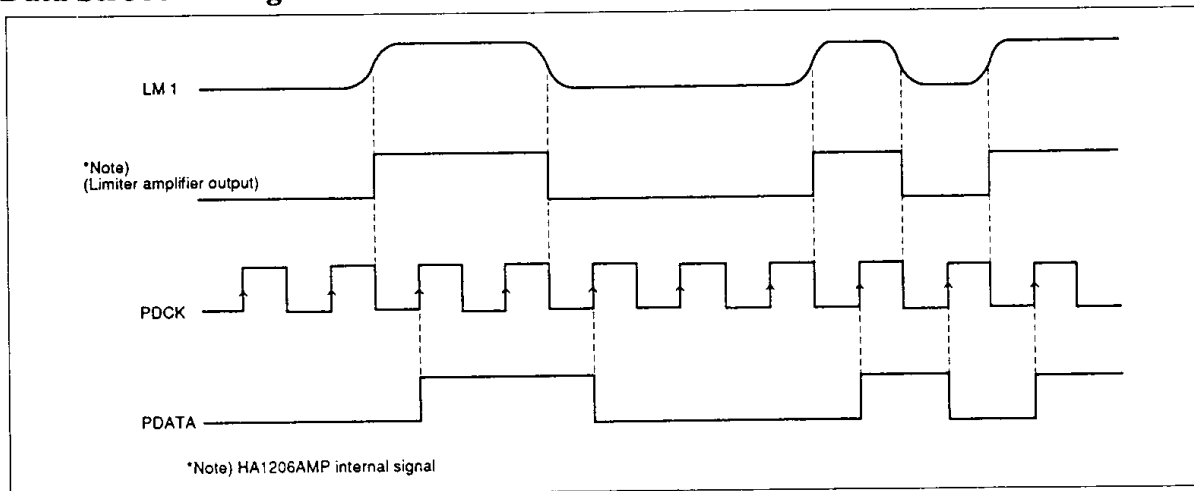 LM 1
*Note)
(Limiter amplifier output)
PDCK
PDATA
*Note) HA1206AMP internal signal